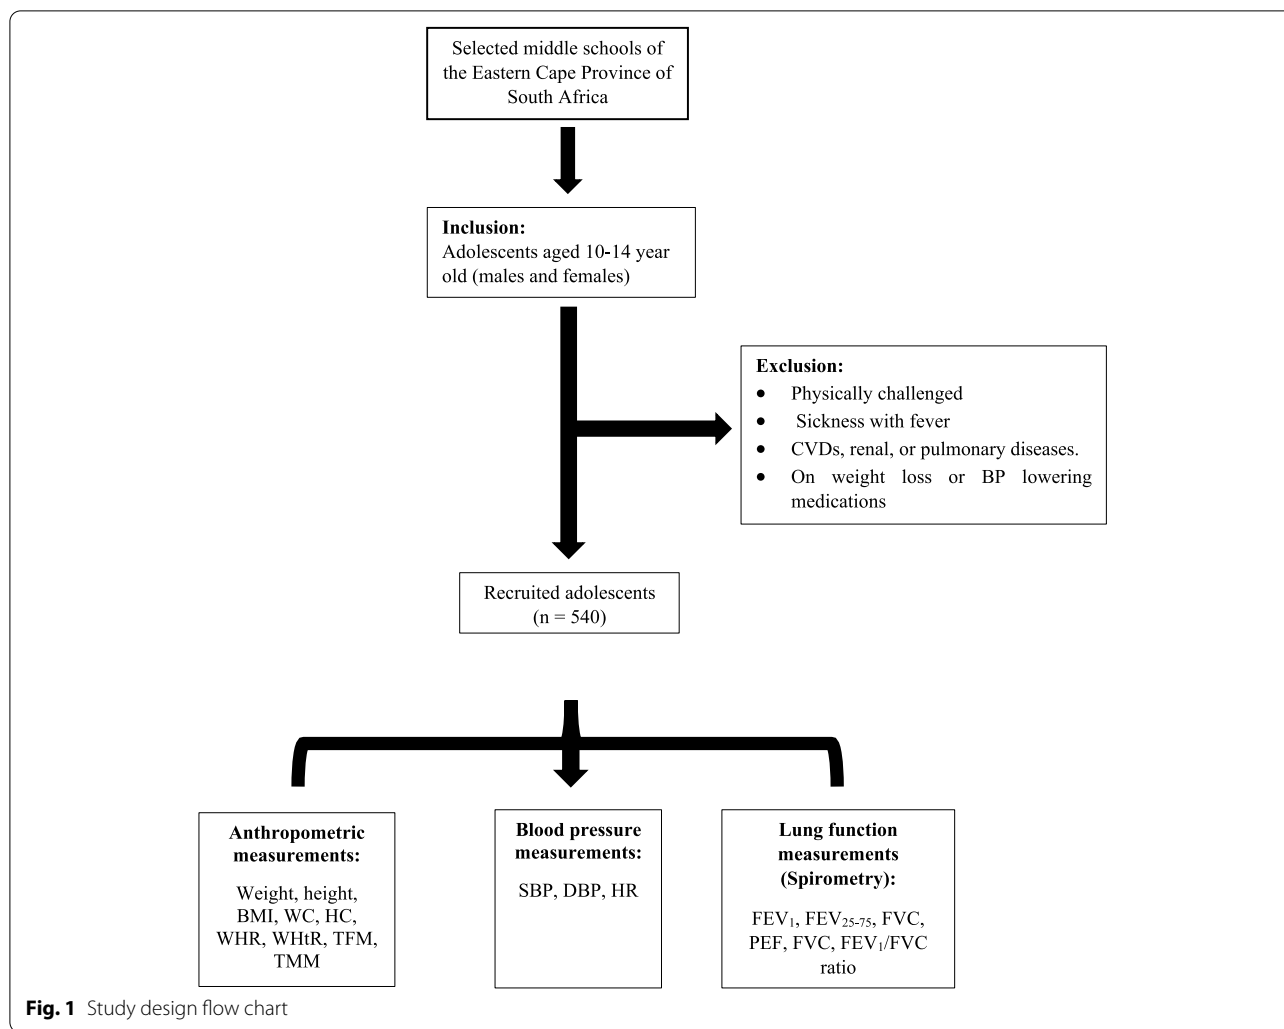 Selected middle schools of
the Eastern Cape Province of
South Africa
Inclusion:
Adolescents aged 10-14 year
old (males and females)
Exclusion:
• Physically challenged
• Sickness with fever
• CVDs, renal, or pulmonary diseases.
• On weight loss or BP lowering
medications
Recruited adolescents
(n = 540)
Anthropometric
measurements:
Weight, height,
BMI, WC, HC,
WHR, WHtR, TFM,
TMM
Blood pressure
measurements:
SBP, DBP, HR
Lung function
measurements
(Spirometry):
FEV₁, FEV₂₅₋₇₅, FVC,
PEF, FVC, FEV₁/FVC
ratio
Fig. 1 Study design flow chart